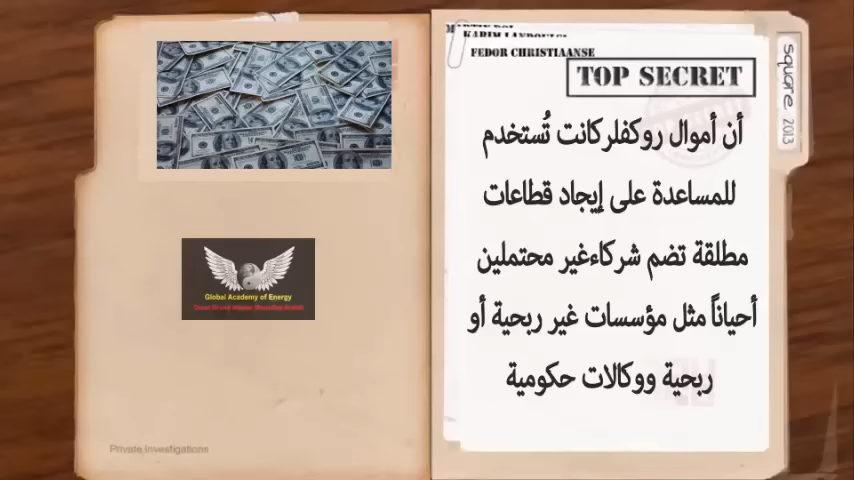 FEDOR CHRISTIAANSE
TOP SECRET
square 2013
أن أموال روكفلركانت تُستخدم
للمساعدة على إيجاد قطاعات
مطلقة تضم شركاءغير محتملين
أحياناً مثل مؤسسات غير ربحية أو
ربحية ووكالات حكومية
Global Academy of Energy
Private Investigations